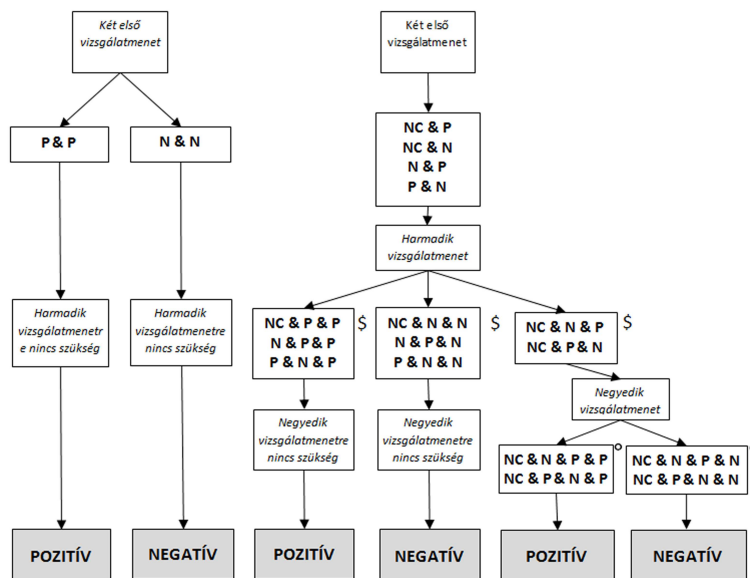 Két első
vizsgálatmenet
P & P
N & N
Harmadik
vizsgálatmenetr
e nincs szükség
Harmadik
vizsgálatmenetre
nincs szükség
POZITÍV
NEGATÍV
Két első
vizsgálatmenet
NC & P
NC & N
N & P
P & N
Harmadik
vizsgálatmenet
NC & P & P
N & P & P
P & N & P
$
NC & N & N
N & P & N
P & N & N
$
NC & N & P
NC & P & N
$
Negyedik
vizsgálatmenetre
nincs szükség
Negyedik
vizsgálatmenetre
nincs szükség
Negyedik
vizsgálatmenet
NC & N & P & P
NC & P & N & P
°
NC & N & P & N
NC & P & N & N
POZITÍV
NEGATÍV
POZITÍV
NEGATÍV